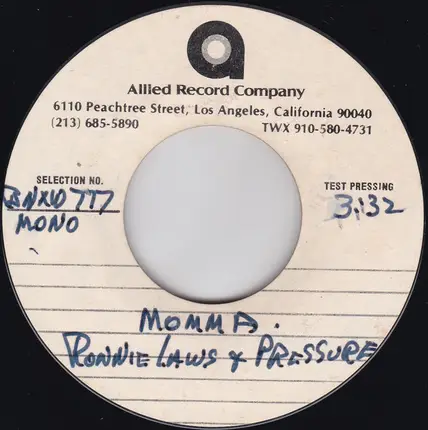 a
Allied Record Company
6110 Peachtree Street, Los Angeles, California 90040
(213) 685-5890 TWX 910-580-4731
SELECTION NO. TEST PRESSING
3:32
MONO
MOMMA.
RONNIE LAWS & PRESSURE